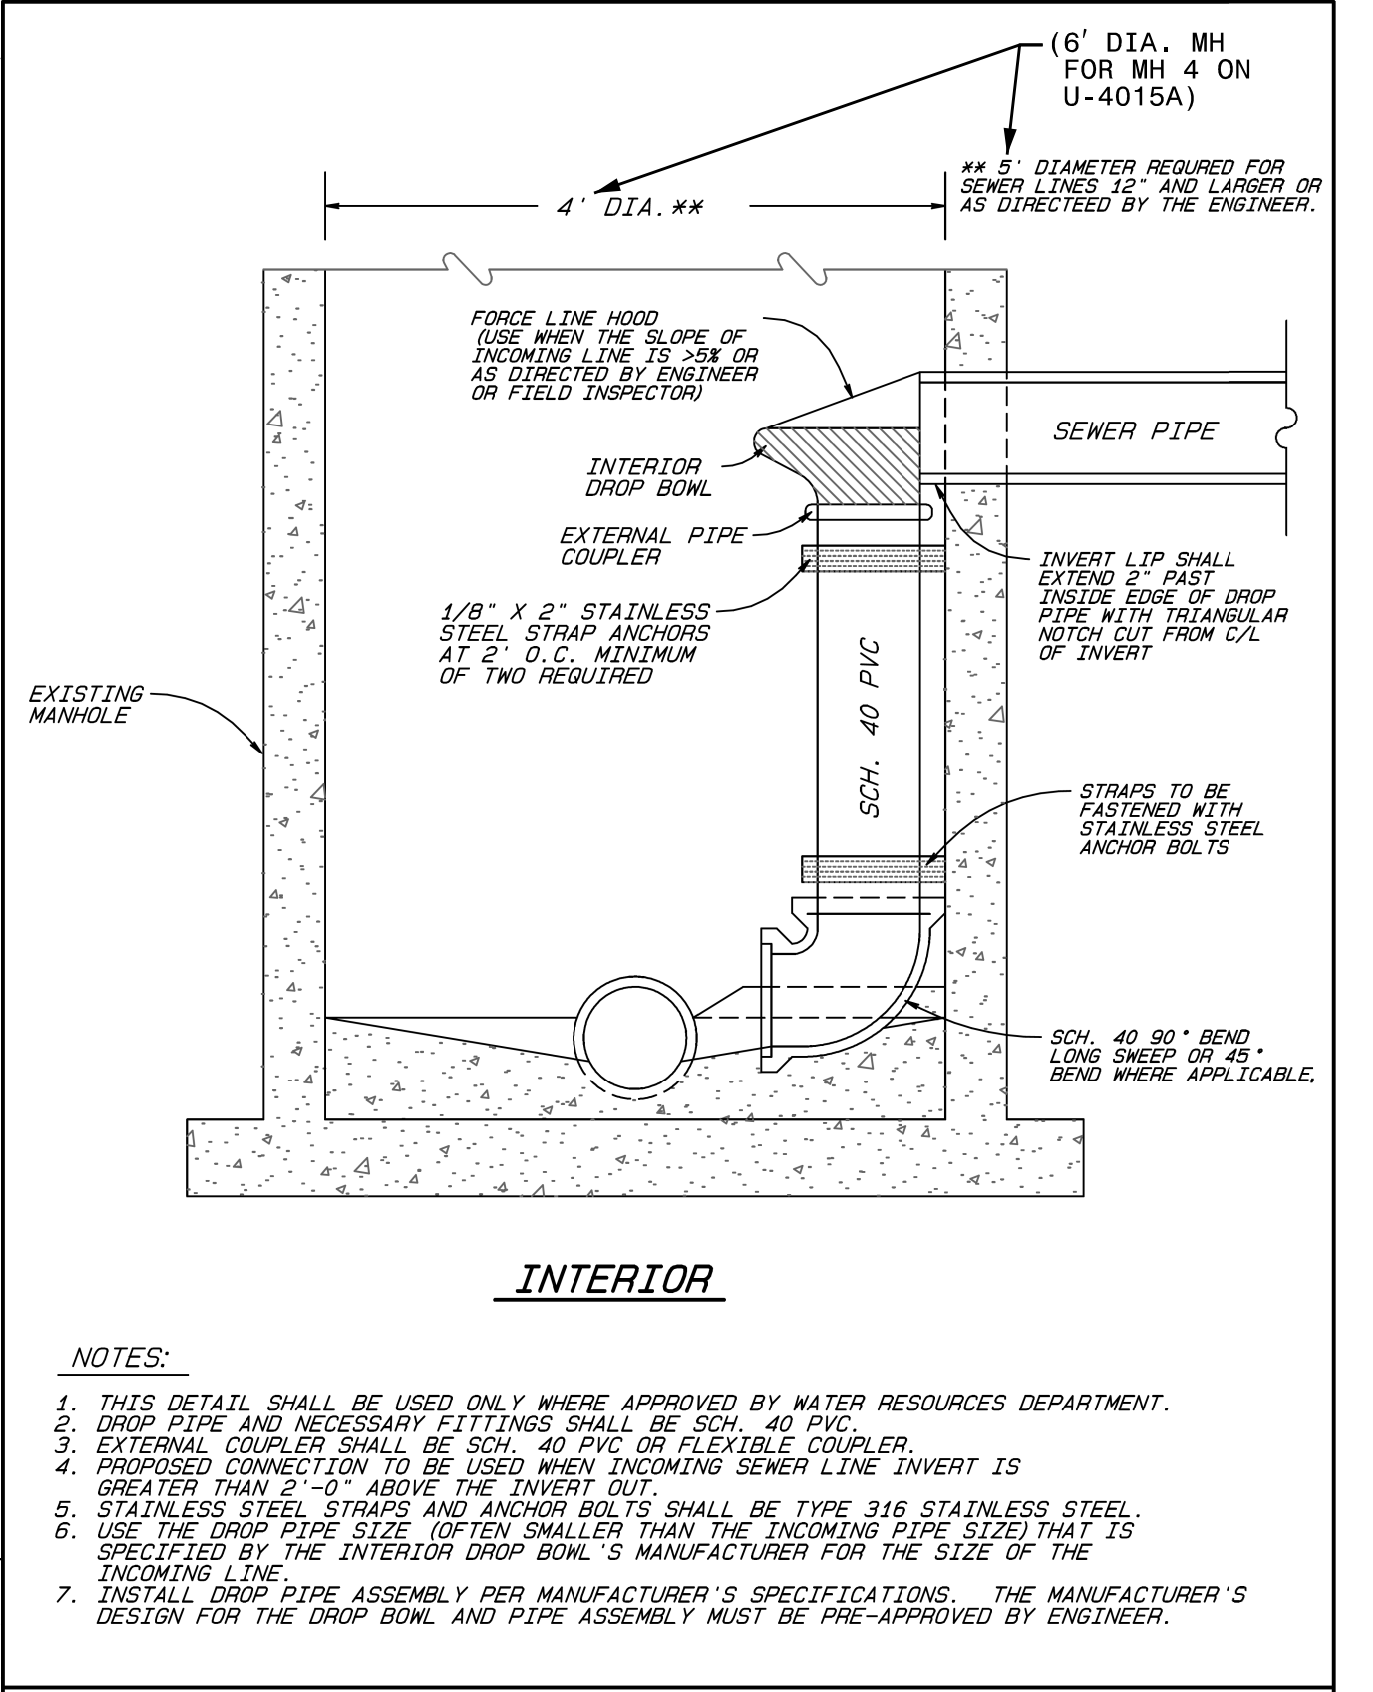 (6' DIA. MH
FOR MH 4 ON
U-4015A)
** 5' DIAMETER REQURED FOR
SEWER LINES 12" AND LARGER OR
AS DIRECTEED BY THE ENGINEER.
4' DIA.**
FORCE LINE HOOD
(USE WHEN THE SLOPE OF
INCOMING LINE IS >5% OR
AS DIRECTED BY ENGINEER
OR FIELD INSPECTOR)
SEWER PIPE
INTERIOR
DROP BOWL
EXTERNAL PIPE
COUPLER
INVERT LIP SHALL
EXTEND 2" PAST
INSIDE EDGE OF DROP
PIPE WITH TRIANGULAR
NOTCH CUT FROM C/L
OF INVERT
1/8" X 2" STAINLESS
STEEL STRAP ANCHORS
AT 2' O.C. MINIMUM
OF TWO REQUIRED
SCH. 40 PVC
EXISTING
MANHOLE
STRAPS TO BE
FASTENED WITH
STAINLESS STEEL
ANCHOR BOLTS
SCH. 40 90° BEND
LONG SWEEP OR 45°
BEND WHERE APPLICABLE.
INTERIOR
NOTES:
1. THIS DETAIL SHALL BE USED ONLY WHERE APPROVED BY WATER RESOURCES DEPARTMENT.
2. DROP PIPE AND NECESSARY FITTINGS SHALL BE SCH. 40 PVC.
3. EXTERNAL COUPLER SHALL BE SCH. 40 PVC OR FLEXIBLE COUPLER.
4. PROPOSED CONNECTION TO BE USED WHEN INCOMING SEWER LINE INVERT IS
GREATER THAN 2'-0" ABOVE THE INVERT OUT.
5. STAINLESS STEEL STRAPS AND ANCHOR BOLTS SHALL BE TYPE 316 STAINLESS STEEL.
6. USE THE DROP PIPE SIZE (OFTEN SMALLER THAN THE INCOMING PIPE SIZE) THAT IS
SPECIFIED BY THE INTERIOR DROP BOWL'S MANUFACTURER FOR THE SIZE OF THE
INCOMING LINE.
7. INSTALL DROP PIPE ASSEMBLY PER MANUFACTURER'S SPECIFICATIONS. THE MANUFACTURER'S
DESIGN FOR THE DROP BOWL AND PIPE ASSEMBLY MUST BE PRE-APPROVED BY ENGINEER.